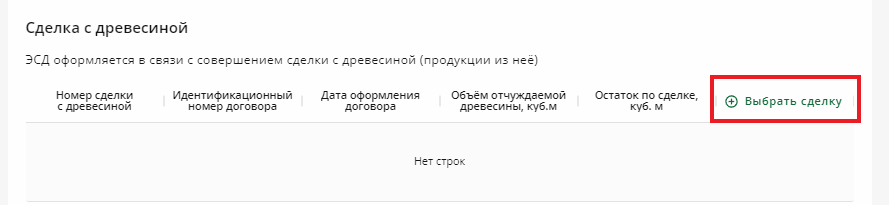 Сделка с древесиной
ЭСД оформляется в связи с совершением сделки с древесиной (продукции из неё)
Номер сделки
с древесиной
Идентификационный
номер договора
Дата оформления
договора
Объём отчуждаемой
древесины, куб.м
Остаток по сделке,
куб. м
Выбрать сделку
Нет строк